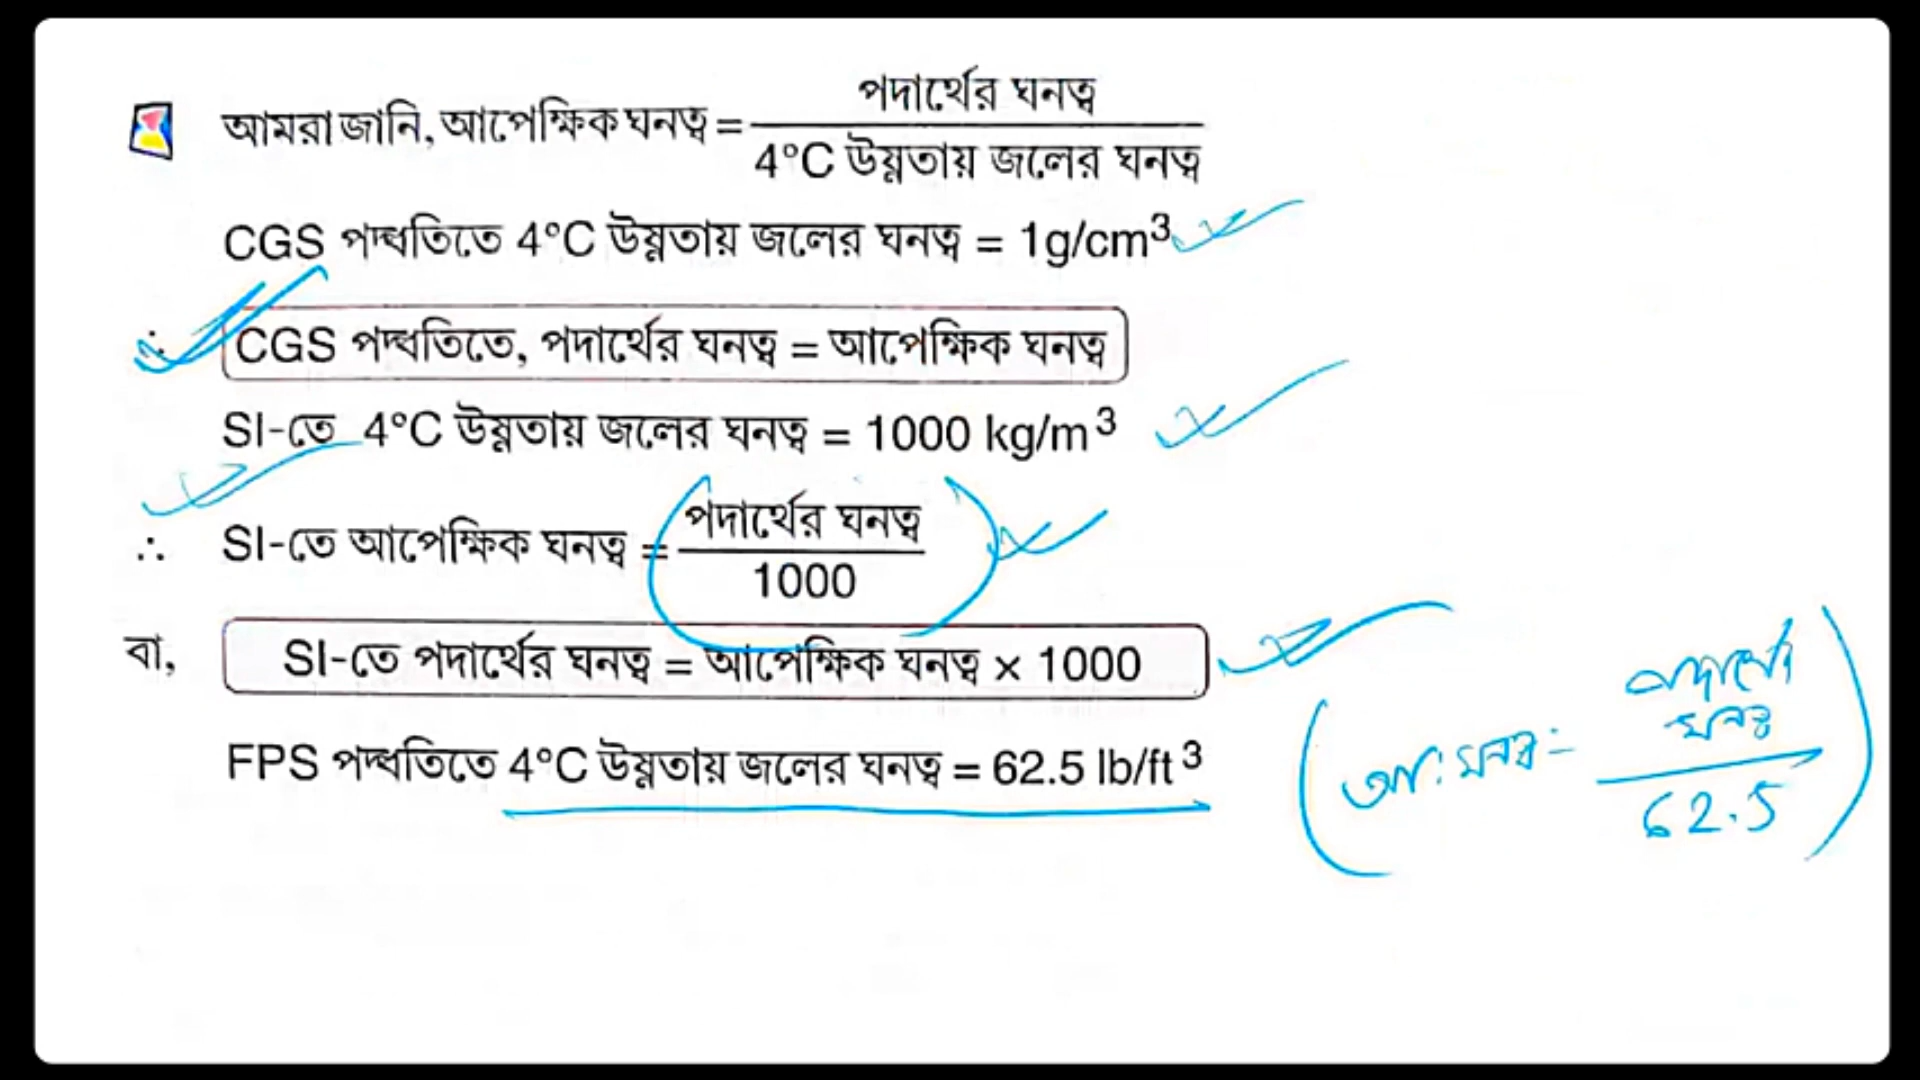 আমরা জানি, আপেক্ষিক ঘনত্ব = পদার্থের ঘনত্ব / 4°C উষ্ণতায় জলের ঘনত্ব
CGS পদ্ধতিতে 4°C উষ্ণতায় জলের ঘনত্ব = 1g/cm³
∴ CGS পদ্ধতিতে, পদার্থের ঘনত্ব = আপেক্ষিক ঘনত্ব
SI-তে 4°C উষ্ণতায় জলের ঘনত্ব = 1000 kg/m³
∴ SI-তে আপেক্ষিক ঘনত্ব = পদার্থের ঘনত্ব / 1000
বা, SI-তে পদার্থের ঘনত্ব = আপেক্ষিক ঘনত্ব × 1000
FPS পদ্ধতিতে 4°C উষ্ণতায় জলের ঘনত্ব = 62.5 lb/ft³
(আঃ ঘনত্ব = পদার্থের ঘনত্ব / 62.5)